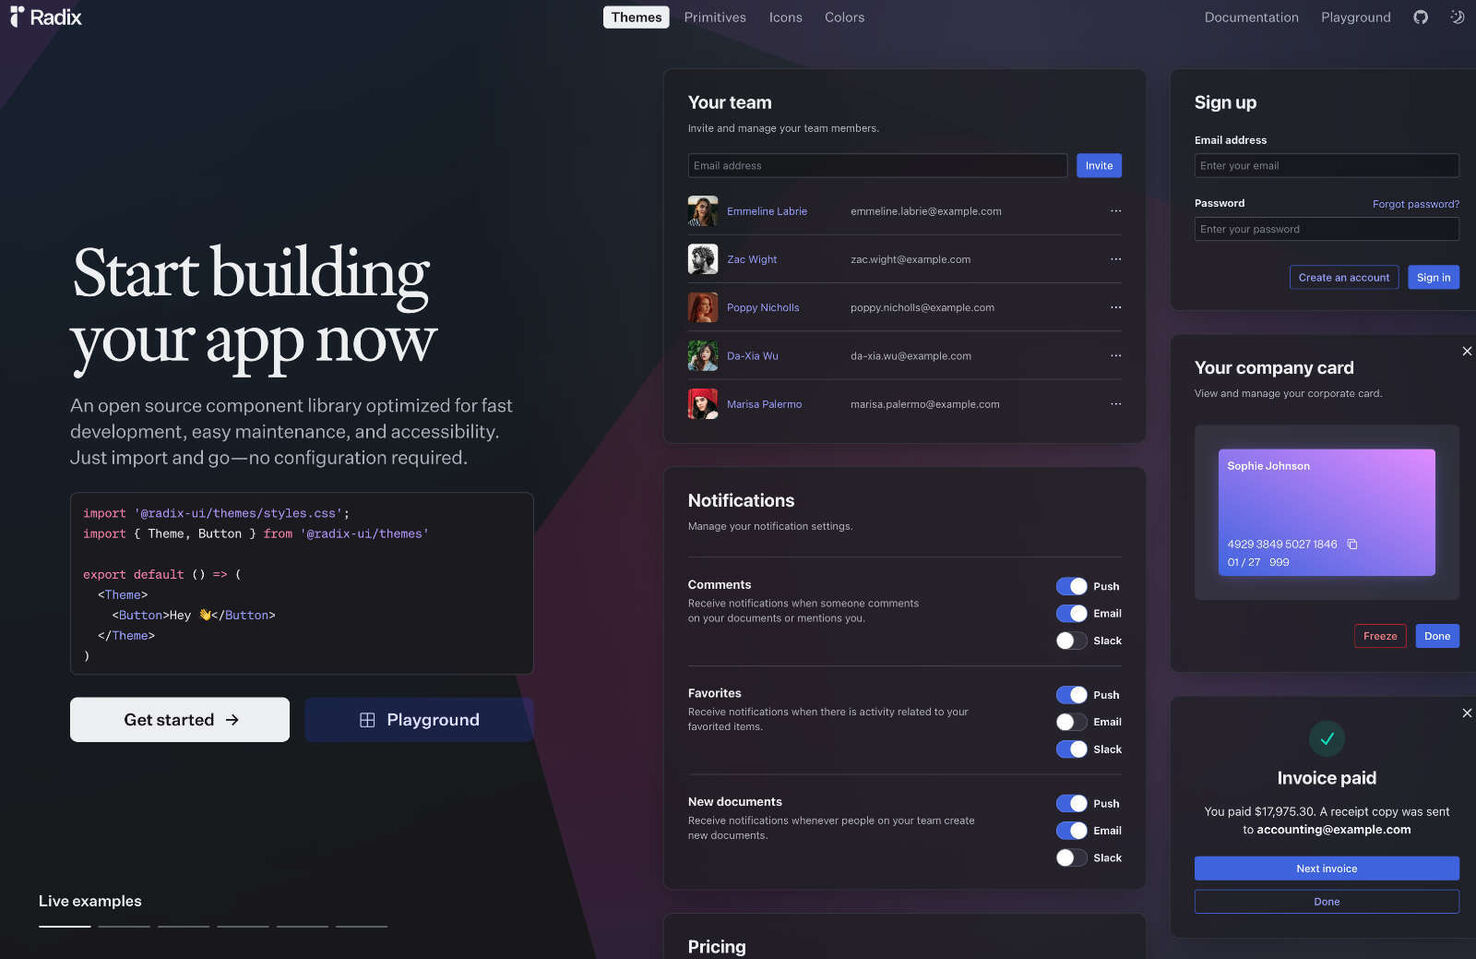 Radix
Themes
Primitives
Icons
Colors
Documentation
Playground
Start building
your app now
An open source component library optimized for fast
development, easy maintenance, and accessibility.
Just import and go—no configuration required.
import '@radix-ui/themes/styles.css';
import { Theme, Button } from '@radix-ui/themes'
export default () => (
<Theme>
<Button>Hey 👋</Button>
</Theme>
)
Get started →
Playground
Live examples
Your team
Invite and manage your team members.
Email address
Invite
Emmeline Labrie emmeline.labrie@example.com
Zac Wight zac.wight@example.com
Poppy Nicholls poppy.nicholls@example.com
Da-Xia Wu da-xia.wu@example.com
Marisa Palermo marisa.palermo@example.com
Notifications
Manage your notification settings.
Comments
Receive notifications when someone comments
on your documents or mentions you.
Push
Email
Slack
Favorites
Receive notifications when there is activity related to your
favorited items.
Push
Email
Slack
New documents
Receive notifications whenever people on your team create
new documents.
Push
Email
Slack
Pricing
Sign up
Email address
Enter your email
Password Forgot password?
Enter your password
Create an account
Sign in
Your company card
View and manage your corporate card.
Sophie Johnson
4929 3849 5027 1846
01 / 27 999
Freeze
Done
Invoice paid
You paid $17,975.30. A receipt copy was sent
to accounting@example.com
Next invoice
Done